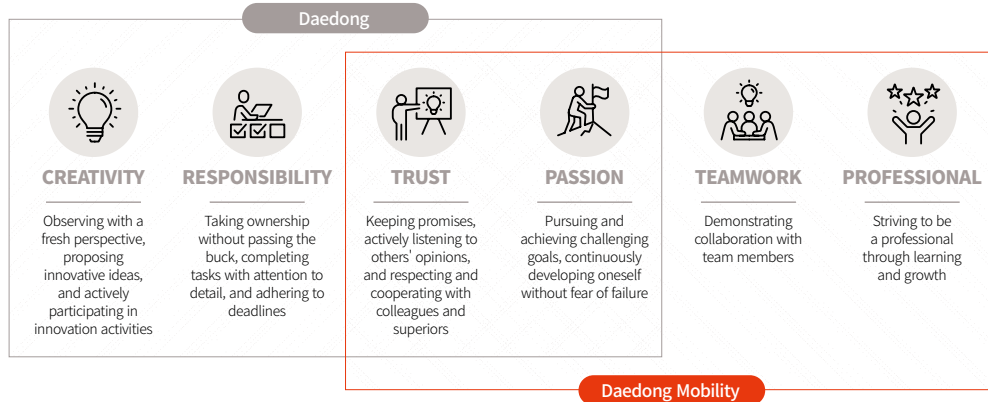 Daedong
CREATIVITY
Observing with a
fresh perspective,
proposing
innovative ideas,
and actively
participating in
innovation activities
RESPONSIBILITY
Taking ownership
without passing the
buck, completing
tasks with attention to
detail, and adhering to
deadlines
TRUST
Keeping promises,
actively listening to
others' opinions,
and respecting and
cooperating with
colleagues and
superiors
PASSION
Pursuing and
achieving challenging
goals, continuously
developing oneself
without fear of failure
TEAMWORK
Demonstrating
collaboration with
team members
PROFESSIONAL
Striving to be
a professional
through learning
and growth
Daedong Mobility